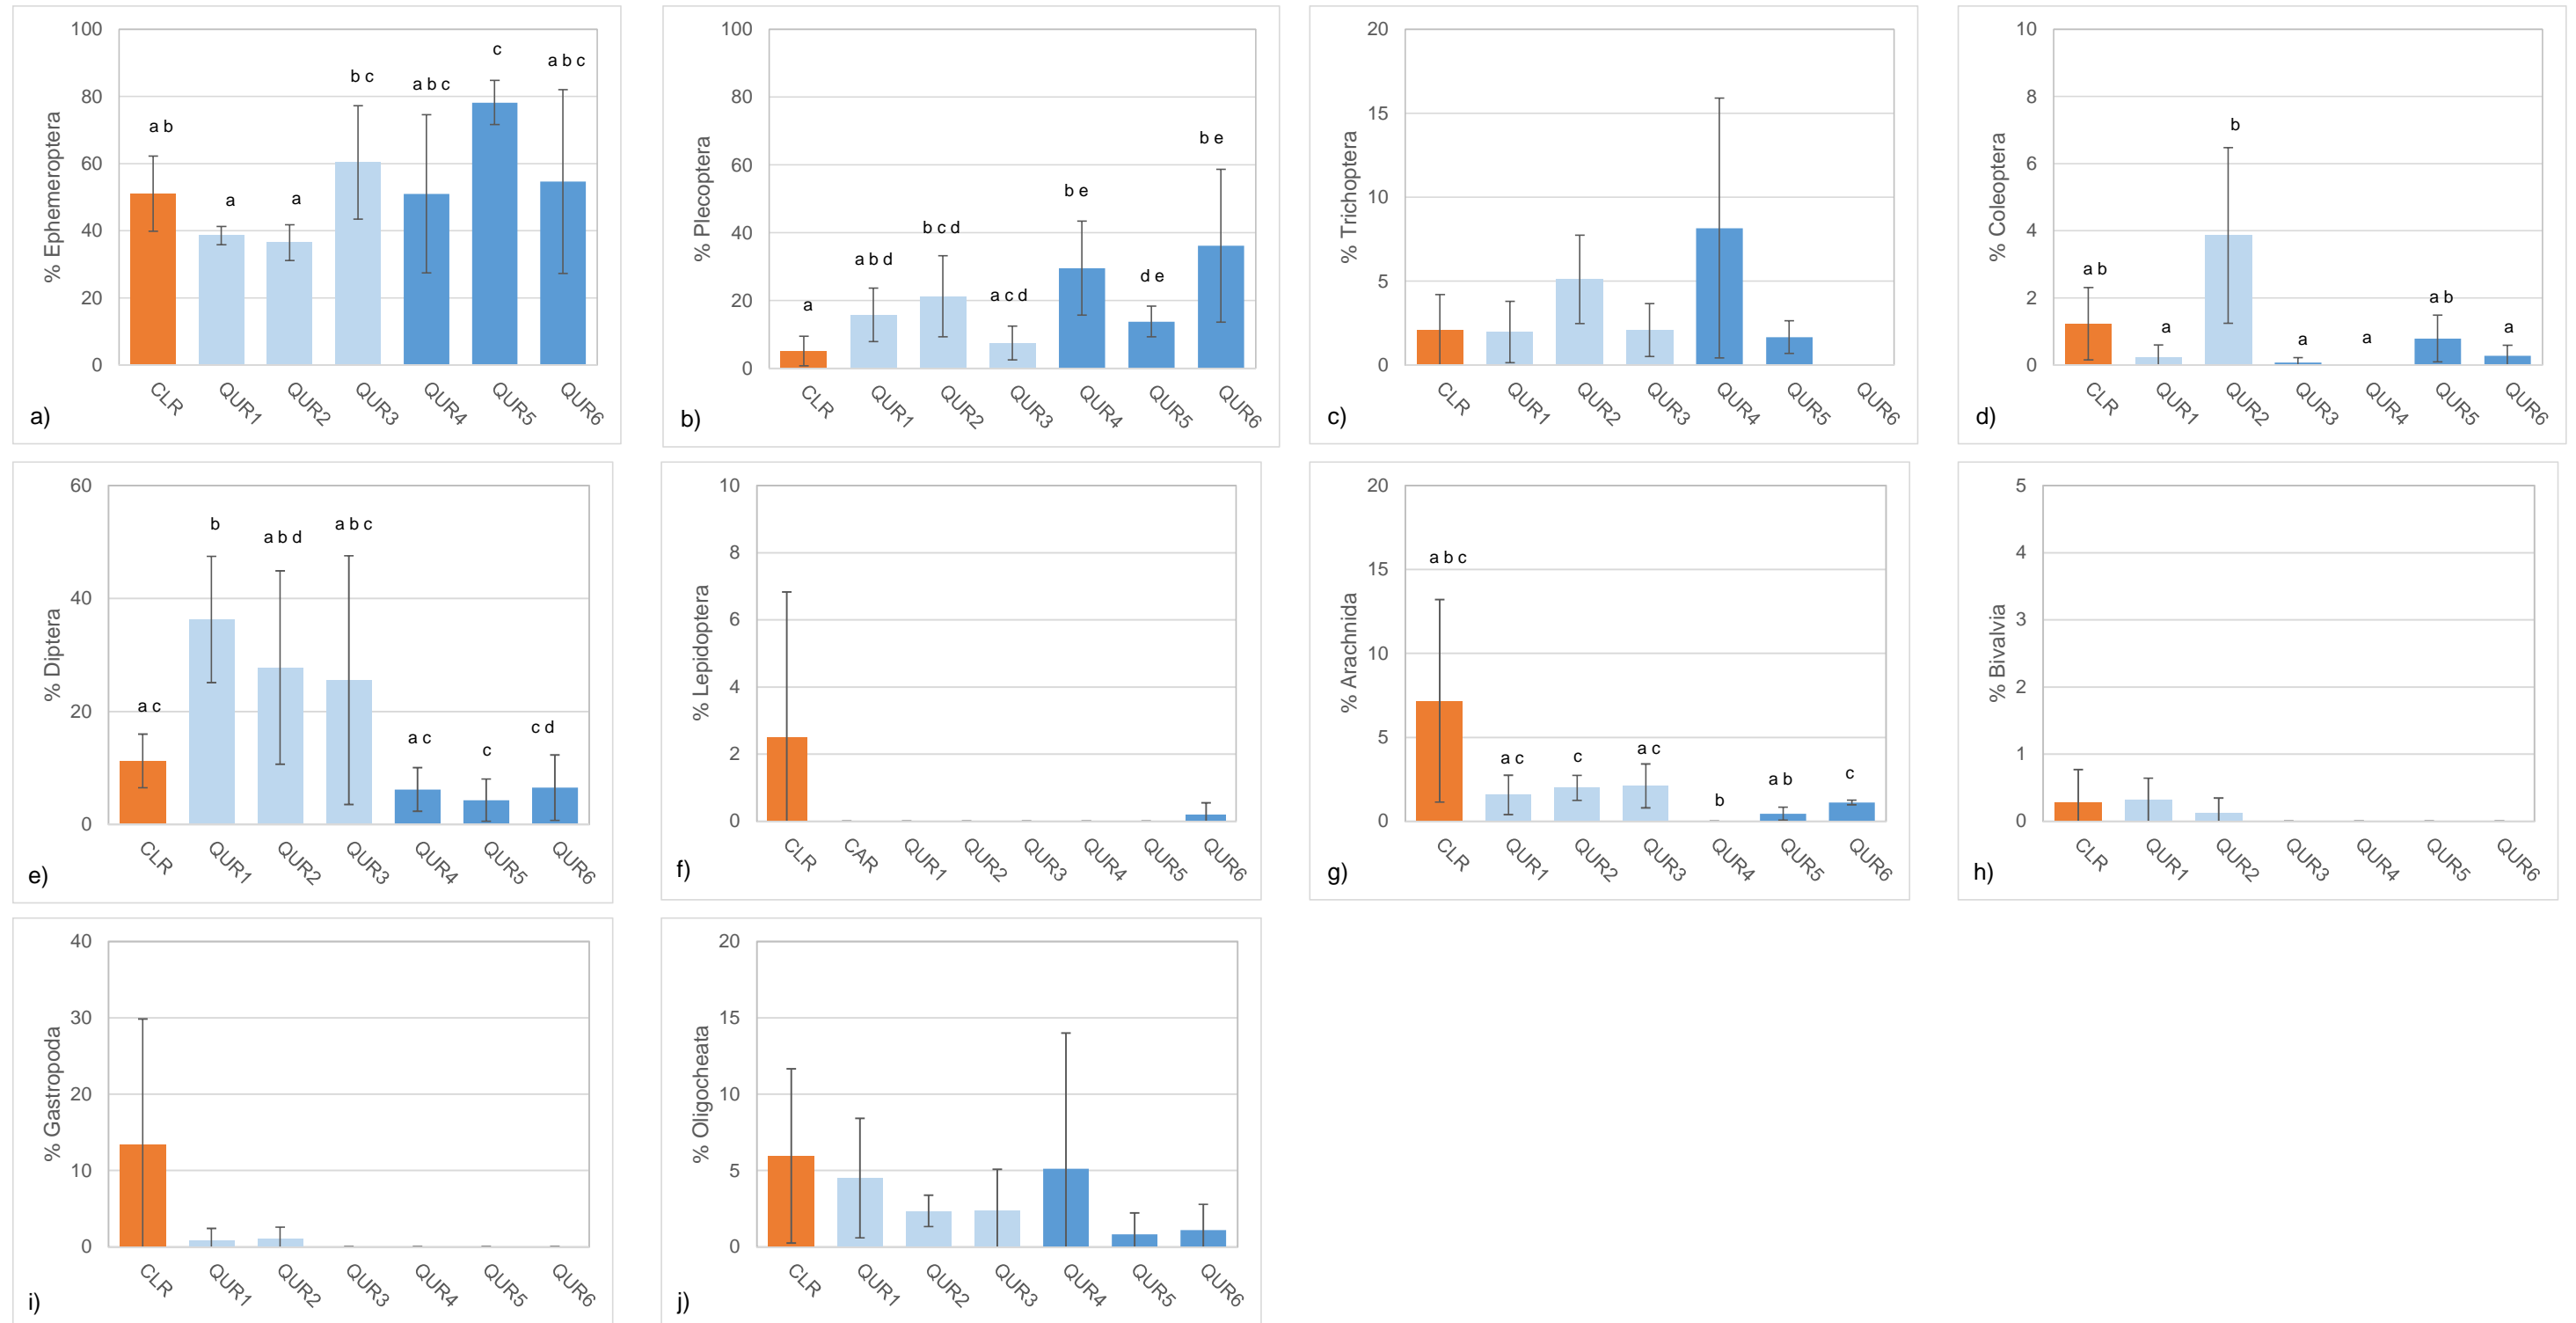 % Ephemeroptera
100
80
60
40
20
0
a b
a
a
b c
a b c
c
a b c
CLR
QUR1
QUR2
QUR3
QUR4
QUR5
QUR6
a)
% Plecoptera
100
80
60
40
20
0
a
a b d
b c d
a c d
b e
d e
b e
CLR
QUR1
QUR2
QUR3
QUR4
QUR5
QUR6
b)
% Trichoptera
20
15
10
5
0
CLR
QUR1
QUR2
QUR3
QUR4
QUR5
QUR6
c)
% Coleoptera
10
8
6
4
2
0
a b
a
b
a
a
a b
a
CLR
QUR1
QUR2
QUR3
QUR4
QUR5
QUR6
d)
% Diptera
60
40
20
0
a c
b
a b d
a b c
a c
c
c d
CLR
QUR1
QUR2
QUR3
QUR4
QUR5
QUR6
e)
% Lepidoptera
10
8
6
4
2
0
CLR
CAR
QUR1
QUR2
QUR3
QUR4
QUR5
QUR6
f)
% Arachnida
20
15
10
5
0
a b c
a c
c
a c
b
a b
c
CLR
QUR1
QUR2
QUR3
QUR4
QUR5
QUR6
g)
% Bivalvia
5
4
3
2
1
0
CLR
QUR1
QUR2
QUR3
QUR4
QUR5
QUR6
h)
% Gastropoda
40
30
20
10
0
CLR
QUR1
QUR2
QUR3
QUR4
QUR5
QUR6
i)
% Oligocheata
20
15
10
5
0
CLR
QUR1
QUR2
QUR3
QUR4
QUR5
QUR6
j)